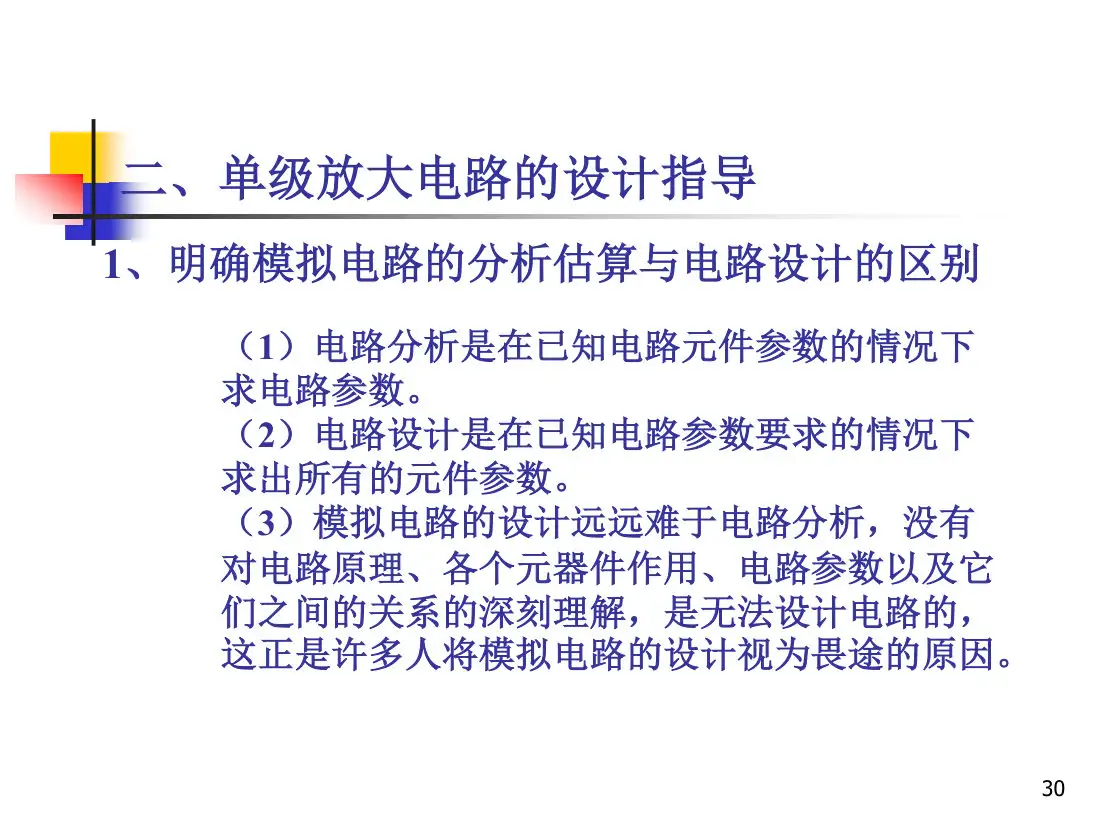 二、单级放大电路的设计指导
1、明确模拟电路的分析估算与电路设计的区别
（1）电路分析是在已知电路元件参数的情况下
求电路参数。
（2）电路设计是在已知电路参数要求的情况下
求出所有的元件参数。
（3）模拟电路的设计远远难于电路分析，没有
对电路原理、各个元器件作用、电路参数以及它
们之间的关系的深刻理解，是无法设计电路的，
这正是许多人将模拟电路的设计视为畏途的原因。
30